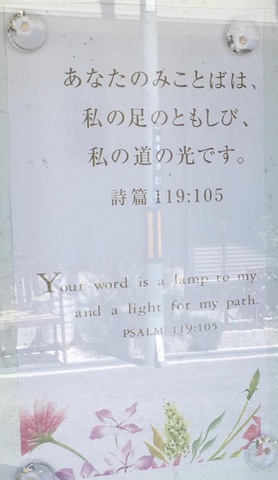 あなたのみことばは、
私の足のともしび、
私の道の光です。
詩篇 119:105
Your word is a lamp to my
and a light for my path.
PSALM 119:105